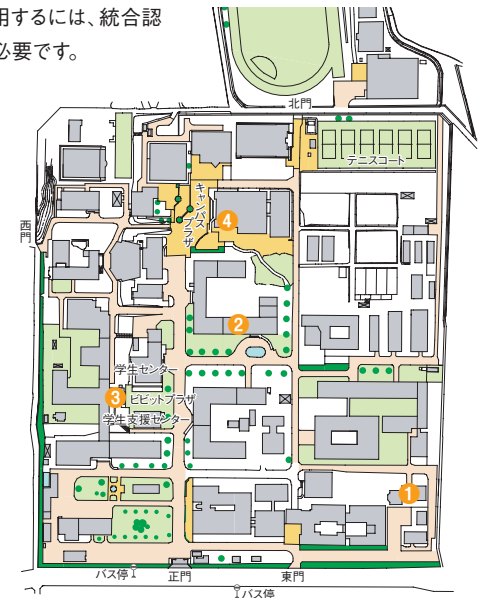 用するには、統合認
必要です。
北門
テニスコート
キャンパス
プラザ
4
西門
2
学生センター
3
ビビットプラザ
学生支援センター
1
バス停
正門
東門
バス停